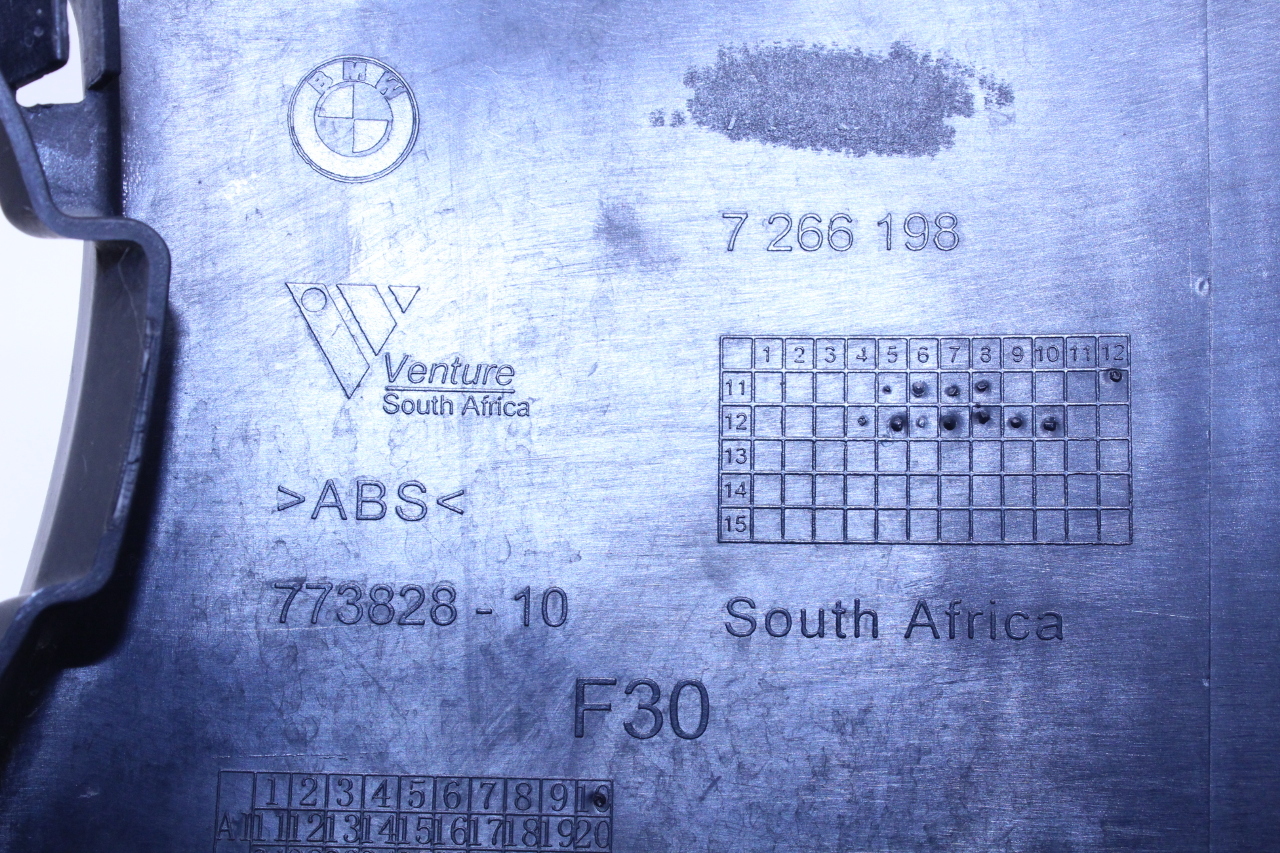 BMW
7 266 198
Venture
South Africa
>ABS<
1 2 3 4 5 6 7 8 9 10 11 12
11
12
13
14
15
773828 - 10
South Africa
F30
1 2 3 4 5 6 7 8 9 10
A 11 12 13 14 15 16 17 18 19 20